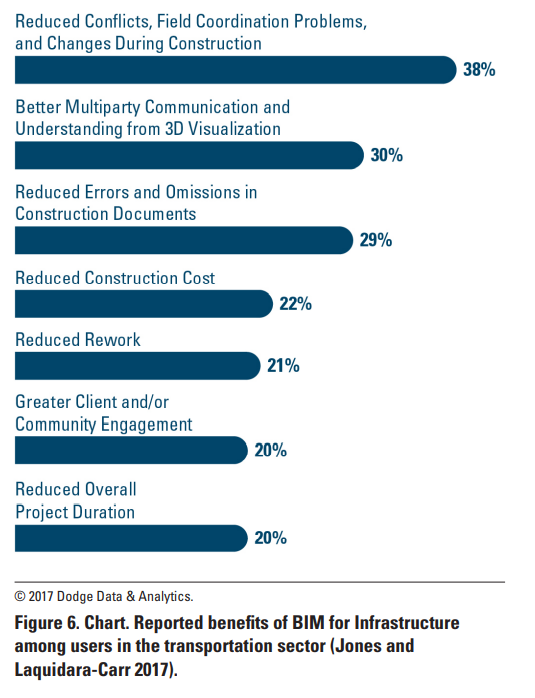 Reduced Conflicts, Field Coordination Problems,
and Changes During Construction
38%
Better Multiparty Communication and
Understanding from 3D Visualization
30%
Reduced Errors and Omissions in
Construction Documents
29%
Reduced Construction Cost
22%
Reduced Rework
21%
Greater Client and/or
Community Engagement
20%
Reduced Overall
Project Duration
20%
© 2017 Dodge Data & Analytics.
Figure 6. Chart. Reported benefits of BIM for Infrastructure
among users in the transportation sector (Jones and
Laquidara-Carr 2017).